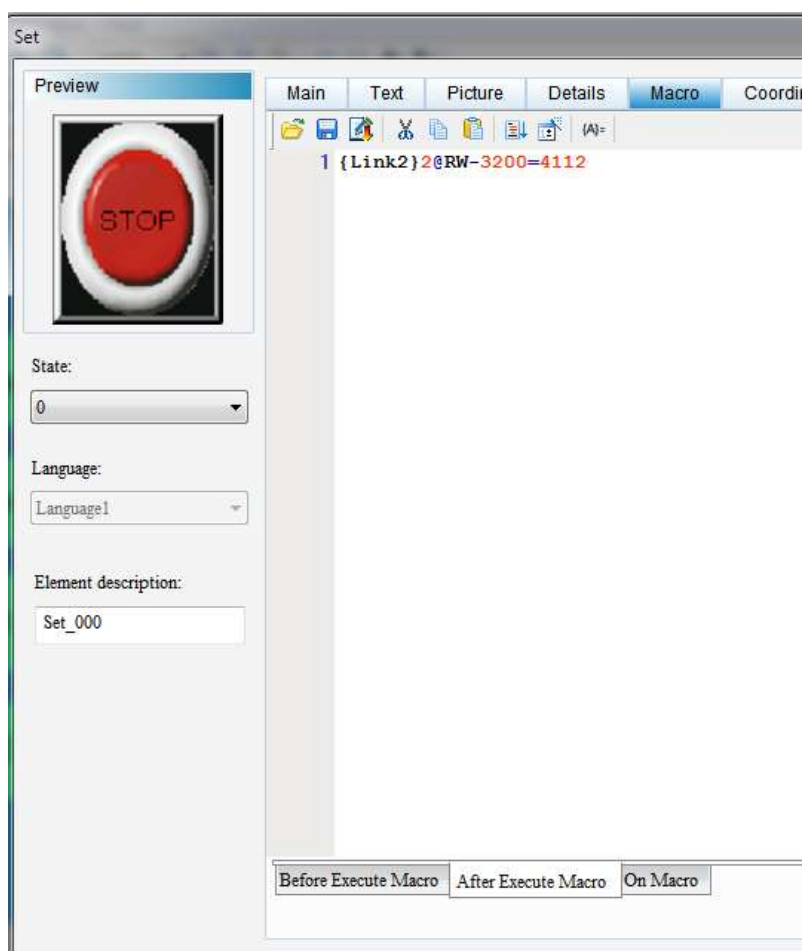 Set
Preview
STOP
State:
0
Language:
Language1
Element description:
Set_000
Main Text Picture Details Macro
(A)=
1 {Link2}2@RW-3200=4112
Before Execute Macro After Execute Macro On Macro